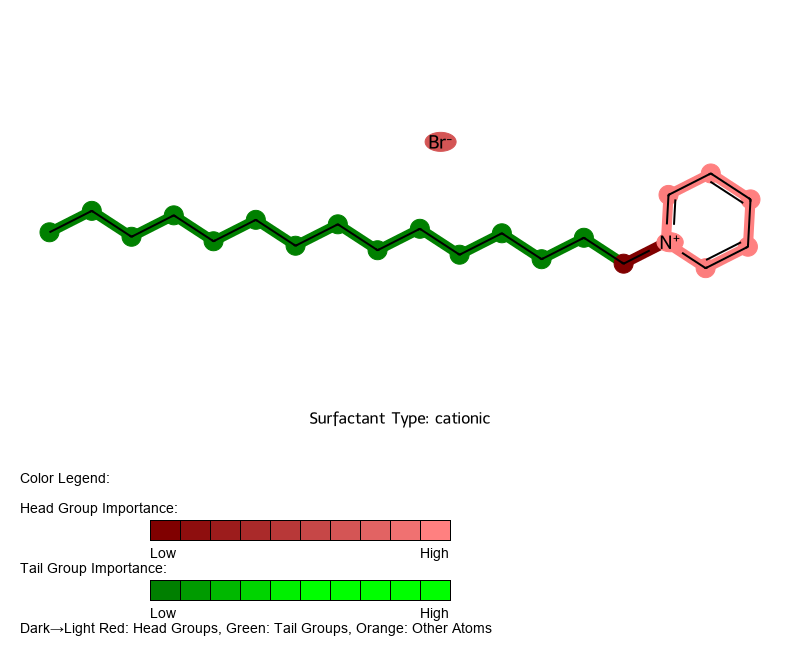 Br⁻
N⁺
Surfactant Type: cationic
Color Legend:
Head Group Importance:
Low High
Tail Group Importance:
Low High
Dark→Light Red: Head Groups, Green: Tail Groups, Orange: Other Atoms